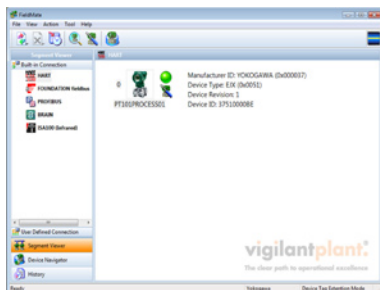 FieldMate
File View Action Tool Help
Segment Viewer
HART
Built-in Connection
HART
FOUNDATION fieldbus
PROFIBUS
BRAIN
ISA100 (Infrared)
0
PT101PROCESS01
Manufacturer ID: YOKOGAWA (0x000037)
Device Type: EJX (0x0051)
Device Revision: 1
Device ID: 37510000BE
User Defined Connection
Segment Viewer
Device Navigator
History
vigilantplant.®
The clear path to operational excellence
Ready
Yokogawa
Device Tag Extention Mode